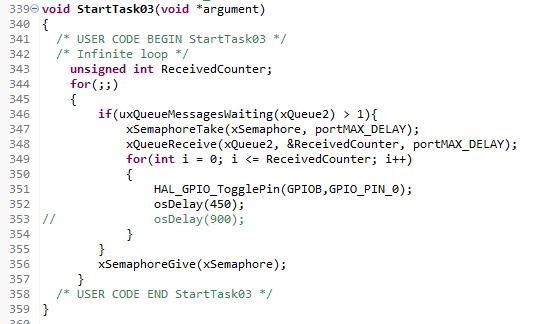 339 void StartTask03(void *argument)
340 {
341   /* USER CODE BEGIN StartTask03 */
342   /* Infinite loop */
343     unsigned int ReceivedCounter;
344     for(;;)
345     {
346         if(uxQueueMessagesWaiting(xQueue2) > 1){
347             xSemaphoreTake(xSemaphore, portMAX_DELAY);
348             xQueueReceive(xQueue2, &ReceivedCounter, portMAX_DELAY);
349             for(int i = 0; i <= ReceivedCounter; i++)
350             {
351                 HAL_GPIO_TogglePin(GPIOB,GPIO_PIN_0);
352                 osDelay(450);
353 //              osDelay(900);
354             }
355         }
356         xSemaphoreGive(xSemaphore);
357      }
358   /* USER CODE END StartTask03 */
359 }
360